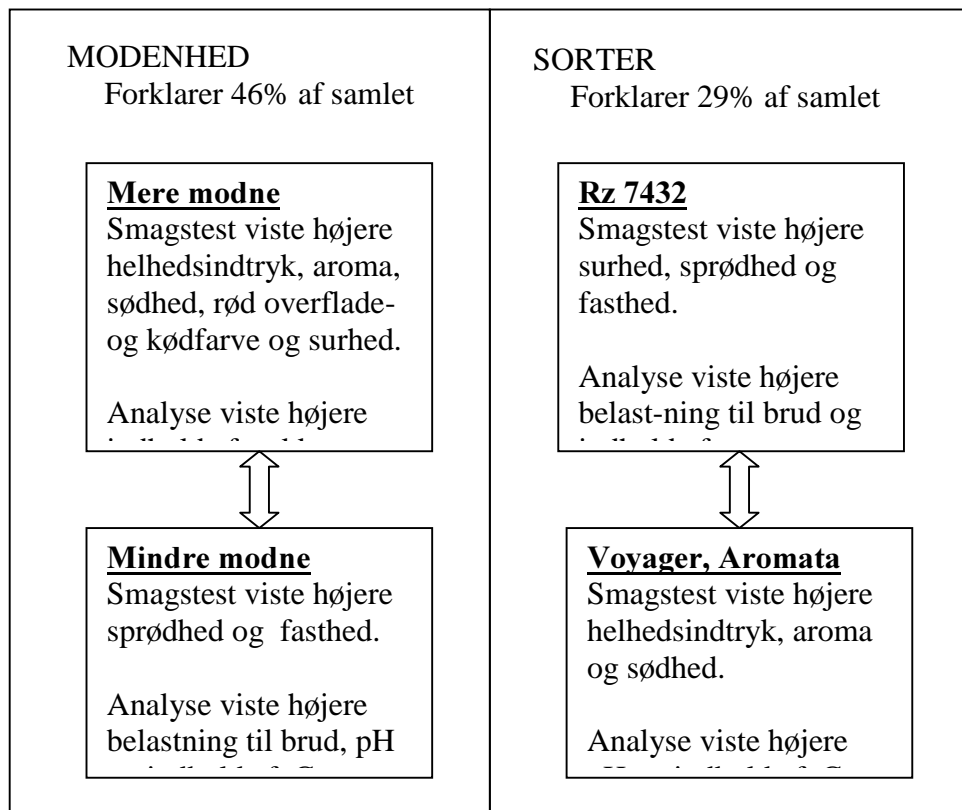 MODENHED
Forklarer 46% af samlet
Mere modne
Smagstest viste højere
helhedsindtryk, aroma,
sødhed, rød overflade-
og kødfarve og surhed.
Analyse viste højere
Mindre modne
Smagstest viste højere
sprødhed og fasthed.
Analyse viste højere
belastning til brud, pH
SORTER
Forklarer 29% af samlet
Rz 7432
Smagstest viste højere
surhed, sprødhed og
fasthed.
Analyse viste højere
belast-ning til brud og
Voyager, Aromata
Smagstest viste højere
helhedsindtryk, aroma
og sødhed.
Analyse viste højere